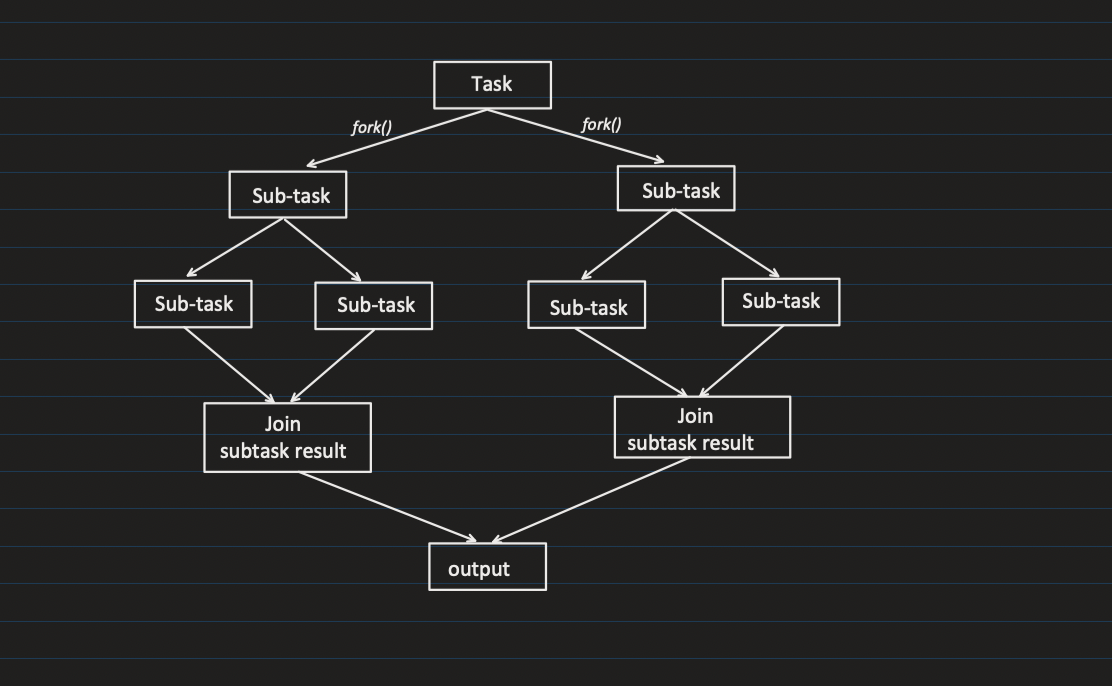 Task
fork()
fork()
Sub-task
Sub-task
Sub-task
Sub-task
Sub-task
Sub-task
Join
subtask result
Join
subtask result
output